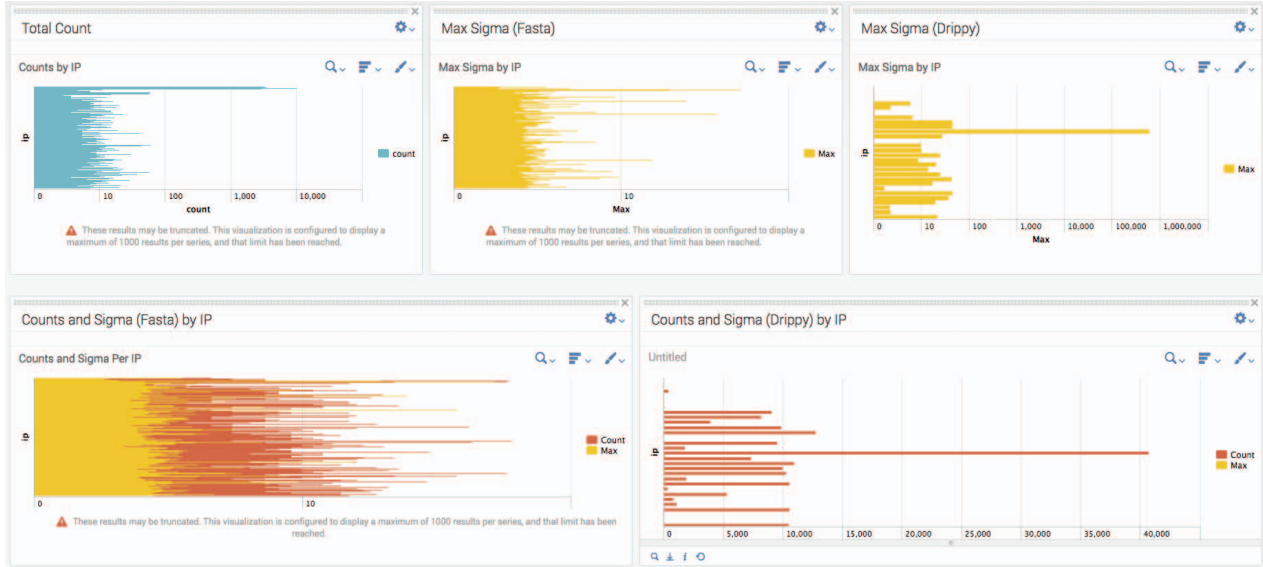 Total Count
Counts by IP
ip
count
0 10 100 1,000 10,000
count
These results may be truncated. This visualization is configured to display a
maximum of 1000 results per series, and that limit has been reached.
Max Sigma (Fasta)
Max Sigma by IP
ip
Max
0 10
Max
These results may be truncated. This visualization is configured to display a
maximum of 1000 results per series, and that limit has been reached.
Max Sigma (Drippy)
Max Sigma by IP
ip
Max
0 10 100 1,000 10,000 100,000 1,000,000
Max
Counts and Sigma (Fasta) by IP
Counts and Sigma Per IP
ip
Count
Max
0 10
These results may be truncated. This visualization is configured to display a maximum of 1000 results per series, and that limit has been
reached.
Counts and Sigma (Drippy) by IP
Untitled
ip
Count
Max
0 5,000 10,000 15,000 20,000 25,000 30,000 35,000 40,000